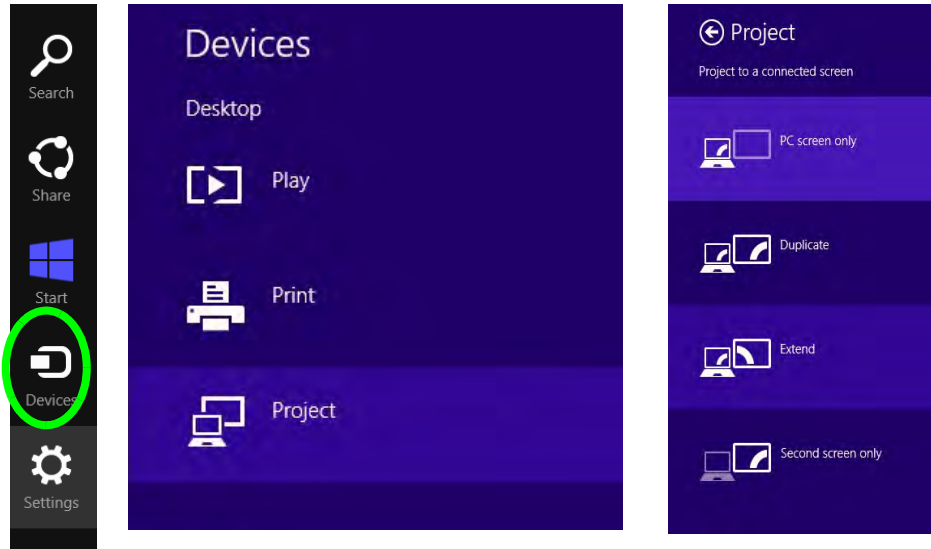 Search
Share
Start
Devices
Settings
Devices
Desktop
Play
Print
Project
Project
Project to a connected screen
PC screen only
Duplicate
Extend
Second screen only